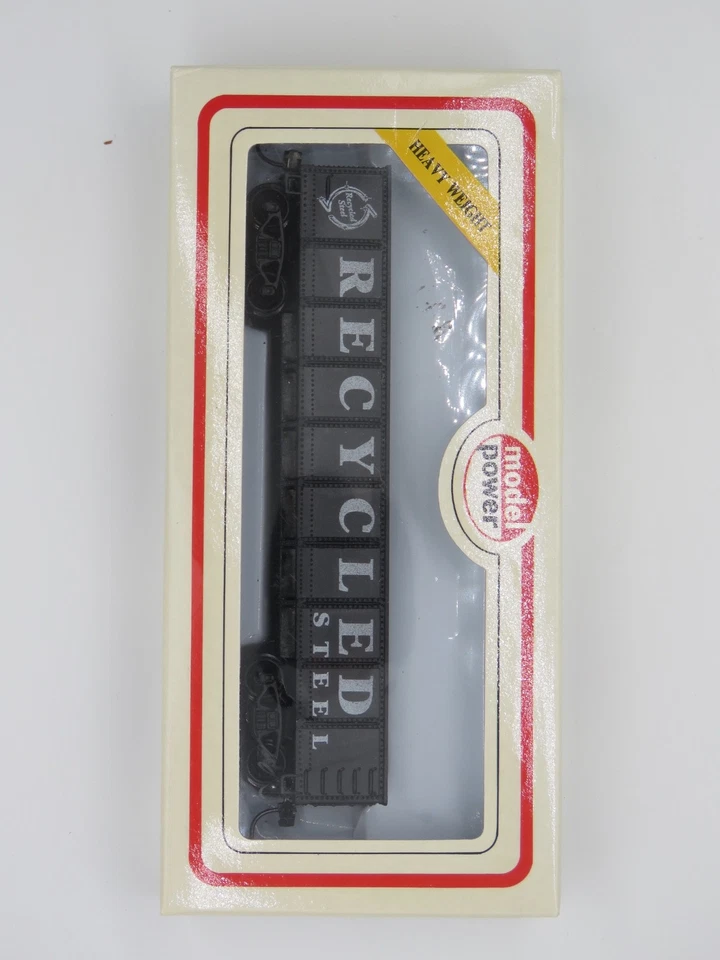 HEAVY WEIGHT
model
power
Recycled
Steel
RECYCLED
STEEL